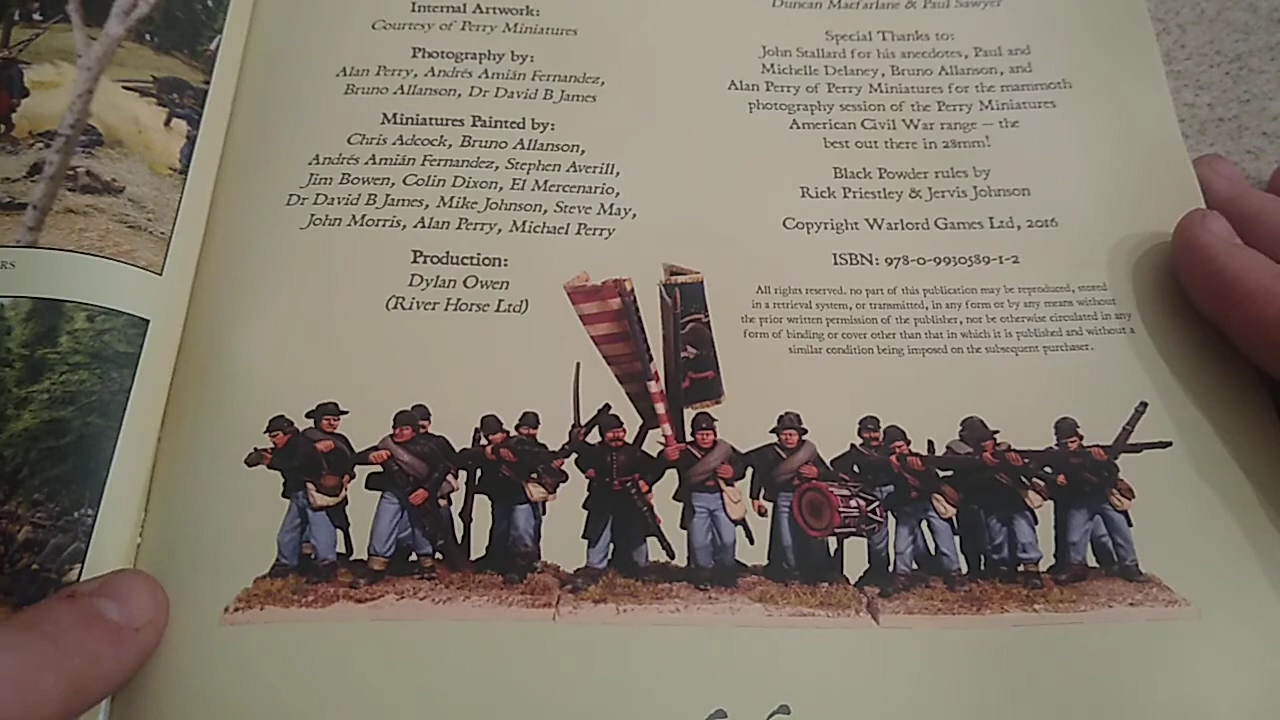 Internal Artwork:
Courtesy of Perry Miniatures
Photography by:
Alan Perry, Andrés Amián Fernandez,
Bruno Allanson, Dr David B James
Miniatures Painted by:
Chris Adcock, Bruno Allanson,
Andrés Amián Fernandez, Stephen Averill,
Jim Bowen, Colin Dixon, El Mercenario,
Dr David B James, Mike Johnson, Steve May,
John Morris, Alan Perry, Michael Perry
Production:
Dylan Owen
(River Horse Ltd)
Duncan Macfarlane & Paul Sawyer
Special Thanks to:
John Stallard for his anecdotes, Paul and
Michelle Delaney, Bruno Allanson, and
Alan Perry of Perry Miniatures for the mammoth
photography session of the Perry Miniatures
American Civil War range – the
best out there in 28mm!
Black Powder rules by
Rick Priestley & Jervis Johnson
Copyright Warlord Games Ltd, 2016
ISBN: 978-0-9930589-1-2
All rights reserved, no part of this publication may be reproduced, stored
in a retrieval system, or transmitted, in any form or by any means without
the prior written permission of the publisher, nor be otherwise circulated in any
form of binding or cover other than that in which it is published and without a
similar condition being imposed on the subsequent purchaser.